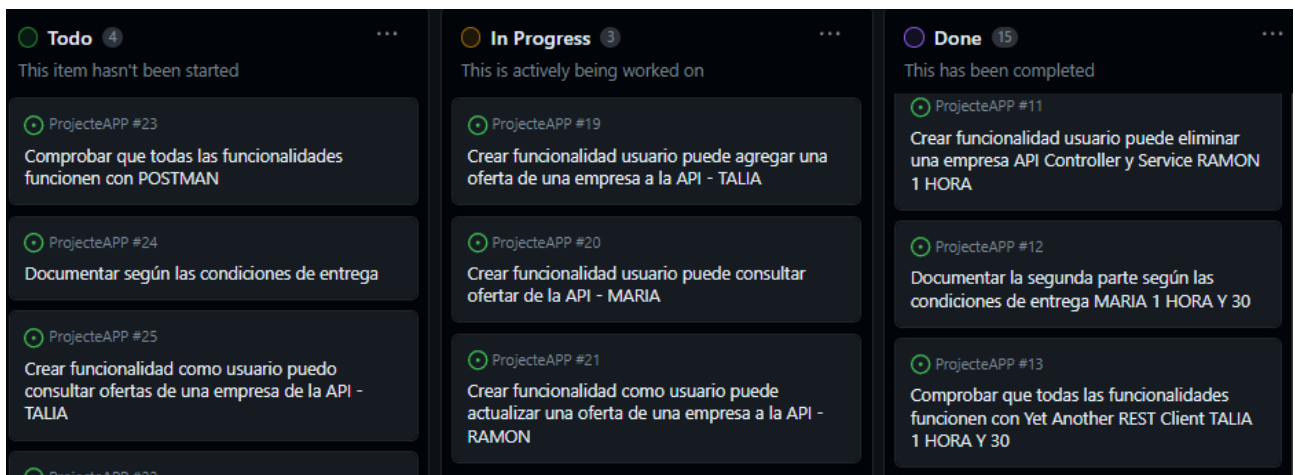 Todo 4
This item hasn't been started
ProjecteAPP #23
Comprobar que todas las funcionalidades
funcionen con POSTMAN
ProjecteAPP #24
Documentar según las condiciones de entrega
ProjecteAPP #25
Crear funcionalidad como usuario puedo
consultar ofertas de una empresa de la API -
TALIA
In Progress 3
This is actively being worked on
ProjecteAPP #19
Crear funcionalidad usuario puede agregar una
oferta de una empresa a la API - TALIA
ProjecteAPP #20
Crear funcionalidad usuario puede consultar
ofertar de la API - MARIA
ProjecteAPP #21
Crear funcionalidad como usuario puede
actualizar una oferta de una empresa a la API -
RAMON
Done 15
This has been completed
ProjecteAPP #11
Crear funcionalidad usuario puede eliminar
una empresa API Controller y Service RAMON
1 HORA
ProjecteAPP #12
Documentar la segunda parte según las
condiciones de entrega MARIA 1 HORA Y 30
ProjecteAPP #13
Comprobar que todas las funcionalidades
funcionen con Yet Another REST Client TALIA
1 HORA Y 30